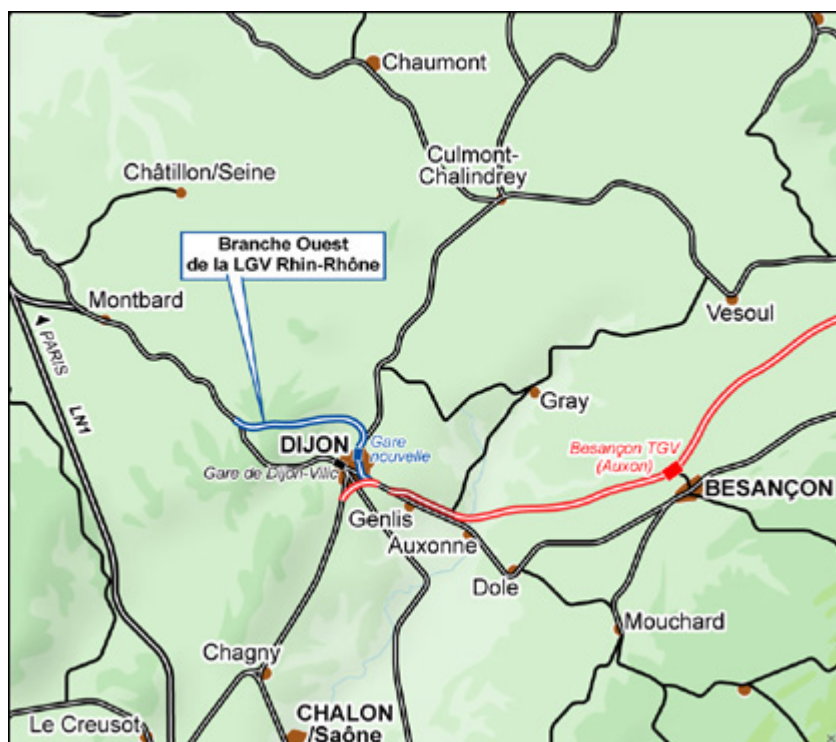 Chaumont
Culmont-
Chalindrey
Châtillon/Seine
Branche Ouest
de la LGV Rhin-Rhône
Montbard
Vesoul
PARIS
LN1
Gray
DIJON
Gare
nouvelle
Besançon TGV
(Auxon)
Gare de Dijon-Ville
BESANÇON
Genlis
Auxonne
Dole
Mouchard
Chagny
Le Creusot
CHALON
/Saône